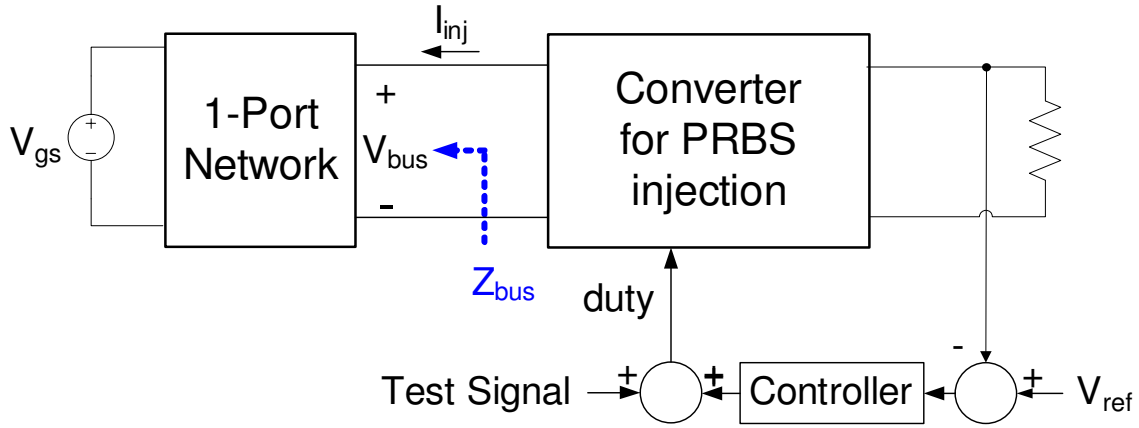 I_inj
V_gs
+
-
1-Port
Network
+
V_bus
-
Z_bus
Converter
for PRBS
injection
duty
Test Signal
+
+
Controller
-
+
V_ref